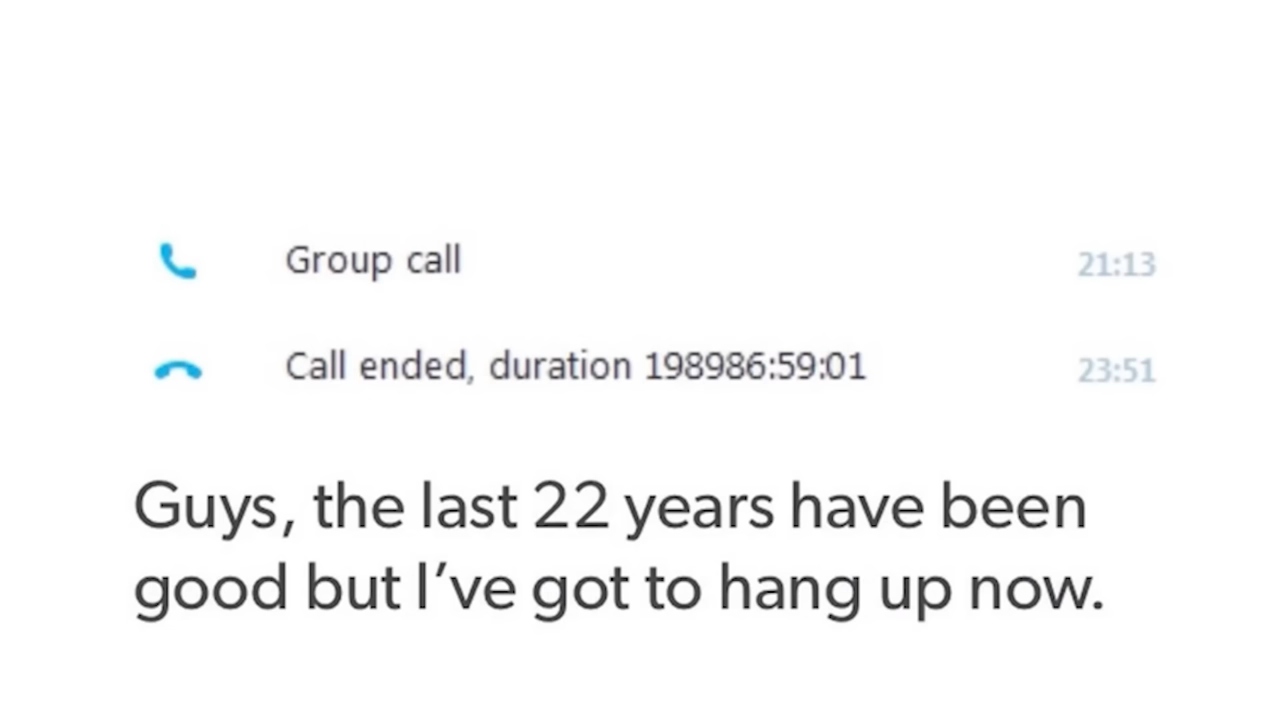 Group call 21:13
Call ended, duration 198986:59:01 23:51
Guys, the last 22 years have been
good but I’ve got to hang up now.